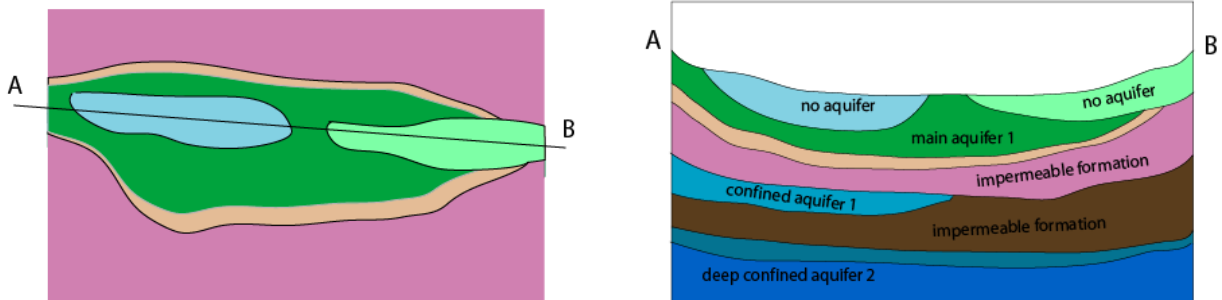 A
B
A
B
no aquifer
no aquifer
main aquifer 1
impermeable formation
confined aquifer 1
impermeable formation
deep confined aquifer 2